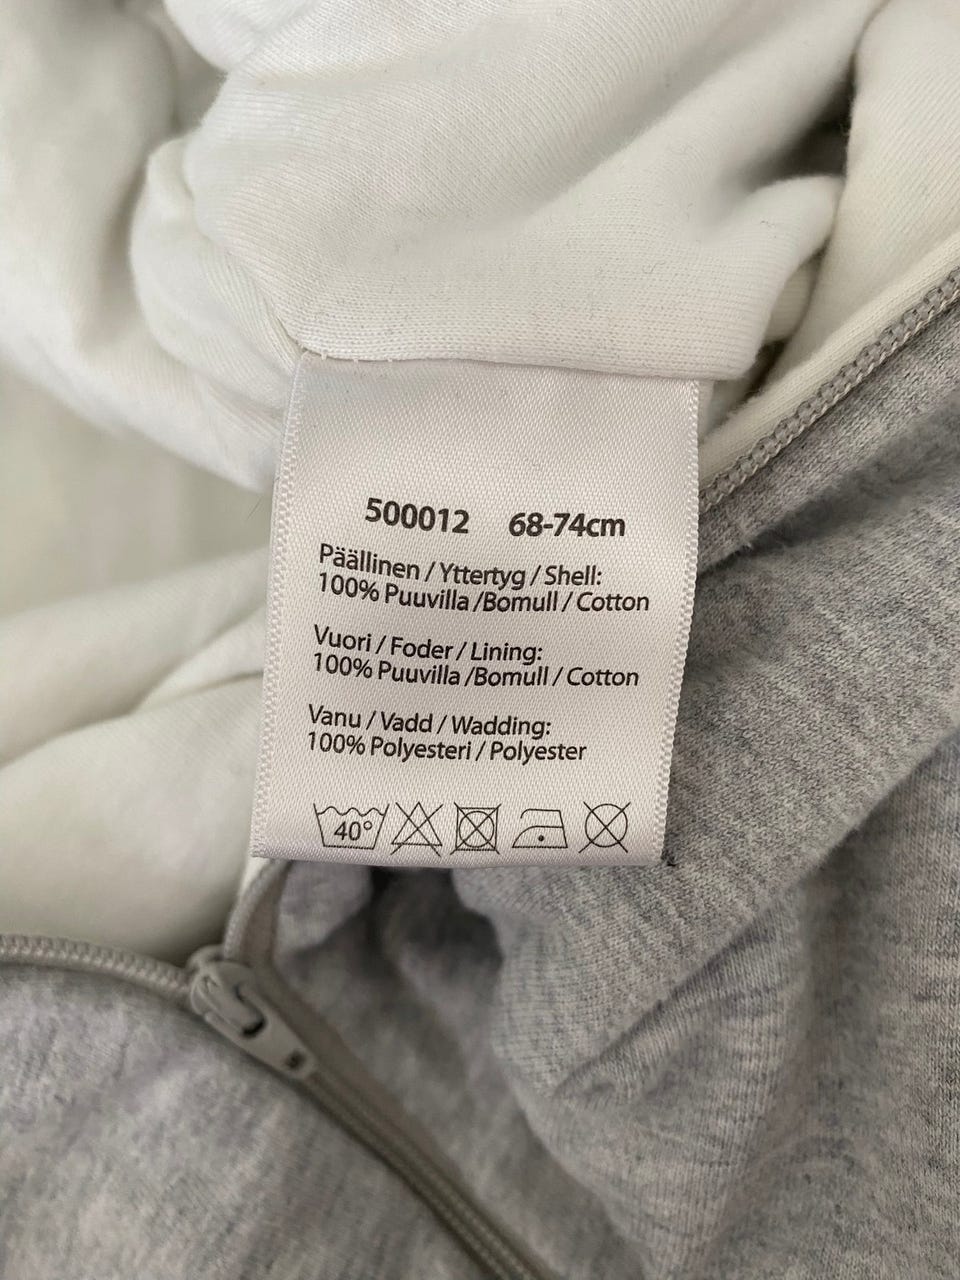 500012 68-74cm
Päällinen / Yttertyg / Shell:
100% Puuvilla /Bomull / Cotton
Vuori / Foder / Lining:
100% Puuvilla /Bomull / Cotton
Vanu / Vadd / Wadding:
100% Polyesteri / Polyester
40°